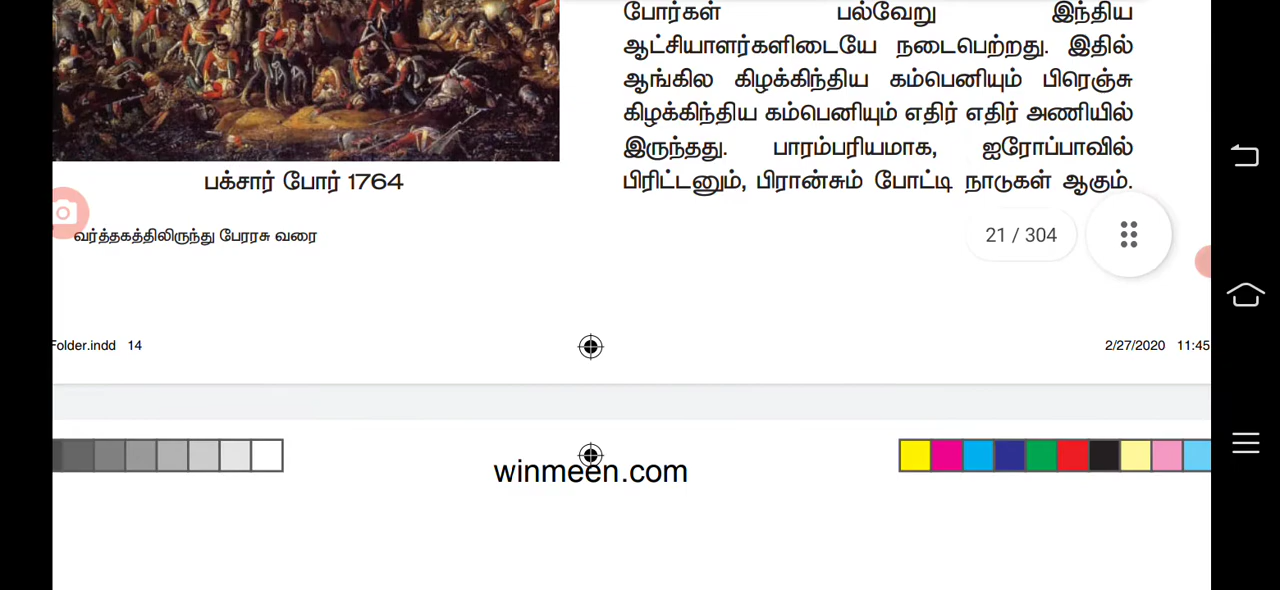 பக்சார் போர் 1764
வர்த்தகத்திலிருந்து பேரரசு வரை
போர்கள் பல்வேறு இந்திய
ஆட்சியாளர்களிடையே நடைபெற்றது. இதில்
ஆங்கில கிழக்கிந்திய கம்பெனியும் பிரெஞ்சு
கிழக்கிந்திய கம்பெனியும் எதிர் எதிர் அணியில்
இருந்தது. பாரம்பரியமாக, ஐரோப்பாவில்
பிரிட்டனும், பிரான்சும் போட்டி நாடுகள் ஆகும்.
21 / 304
Folder.indd 14
2/27/2020 11:45
winmeen.com